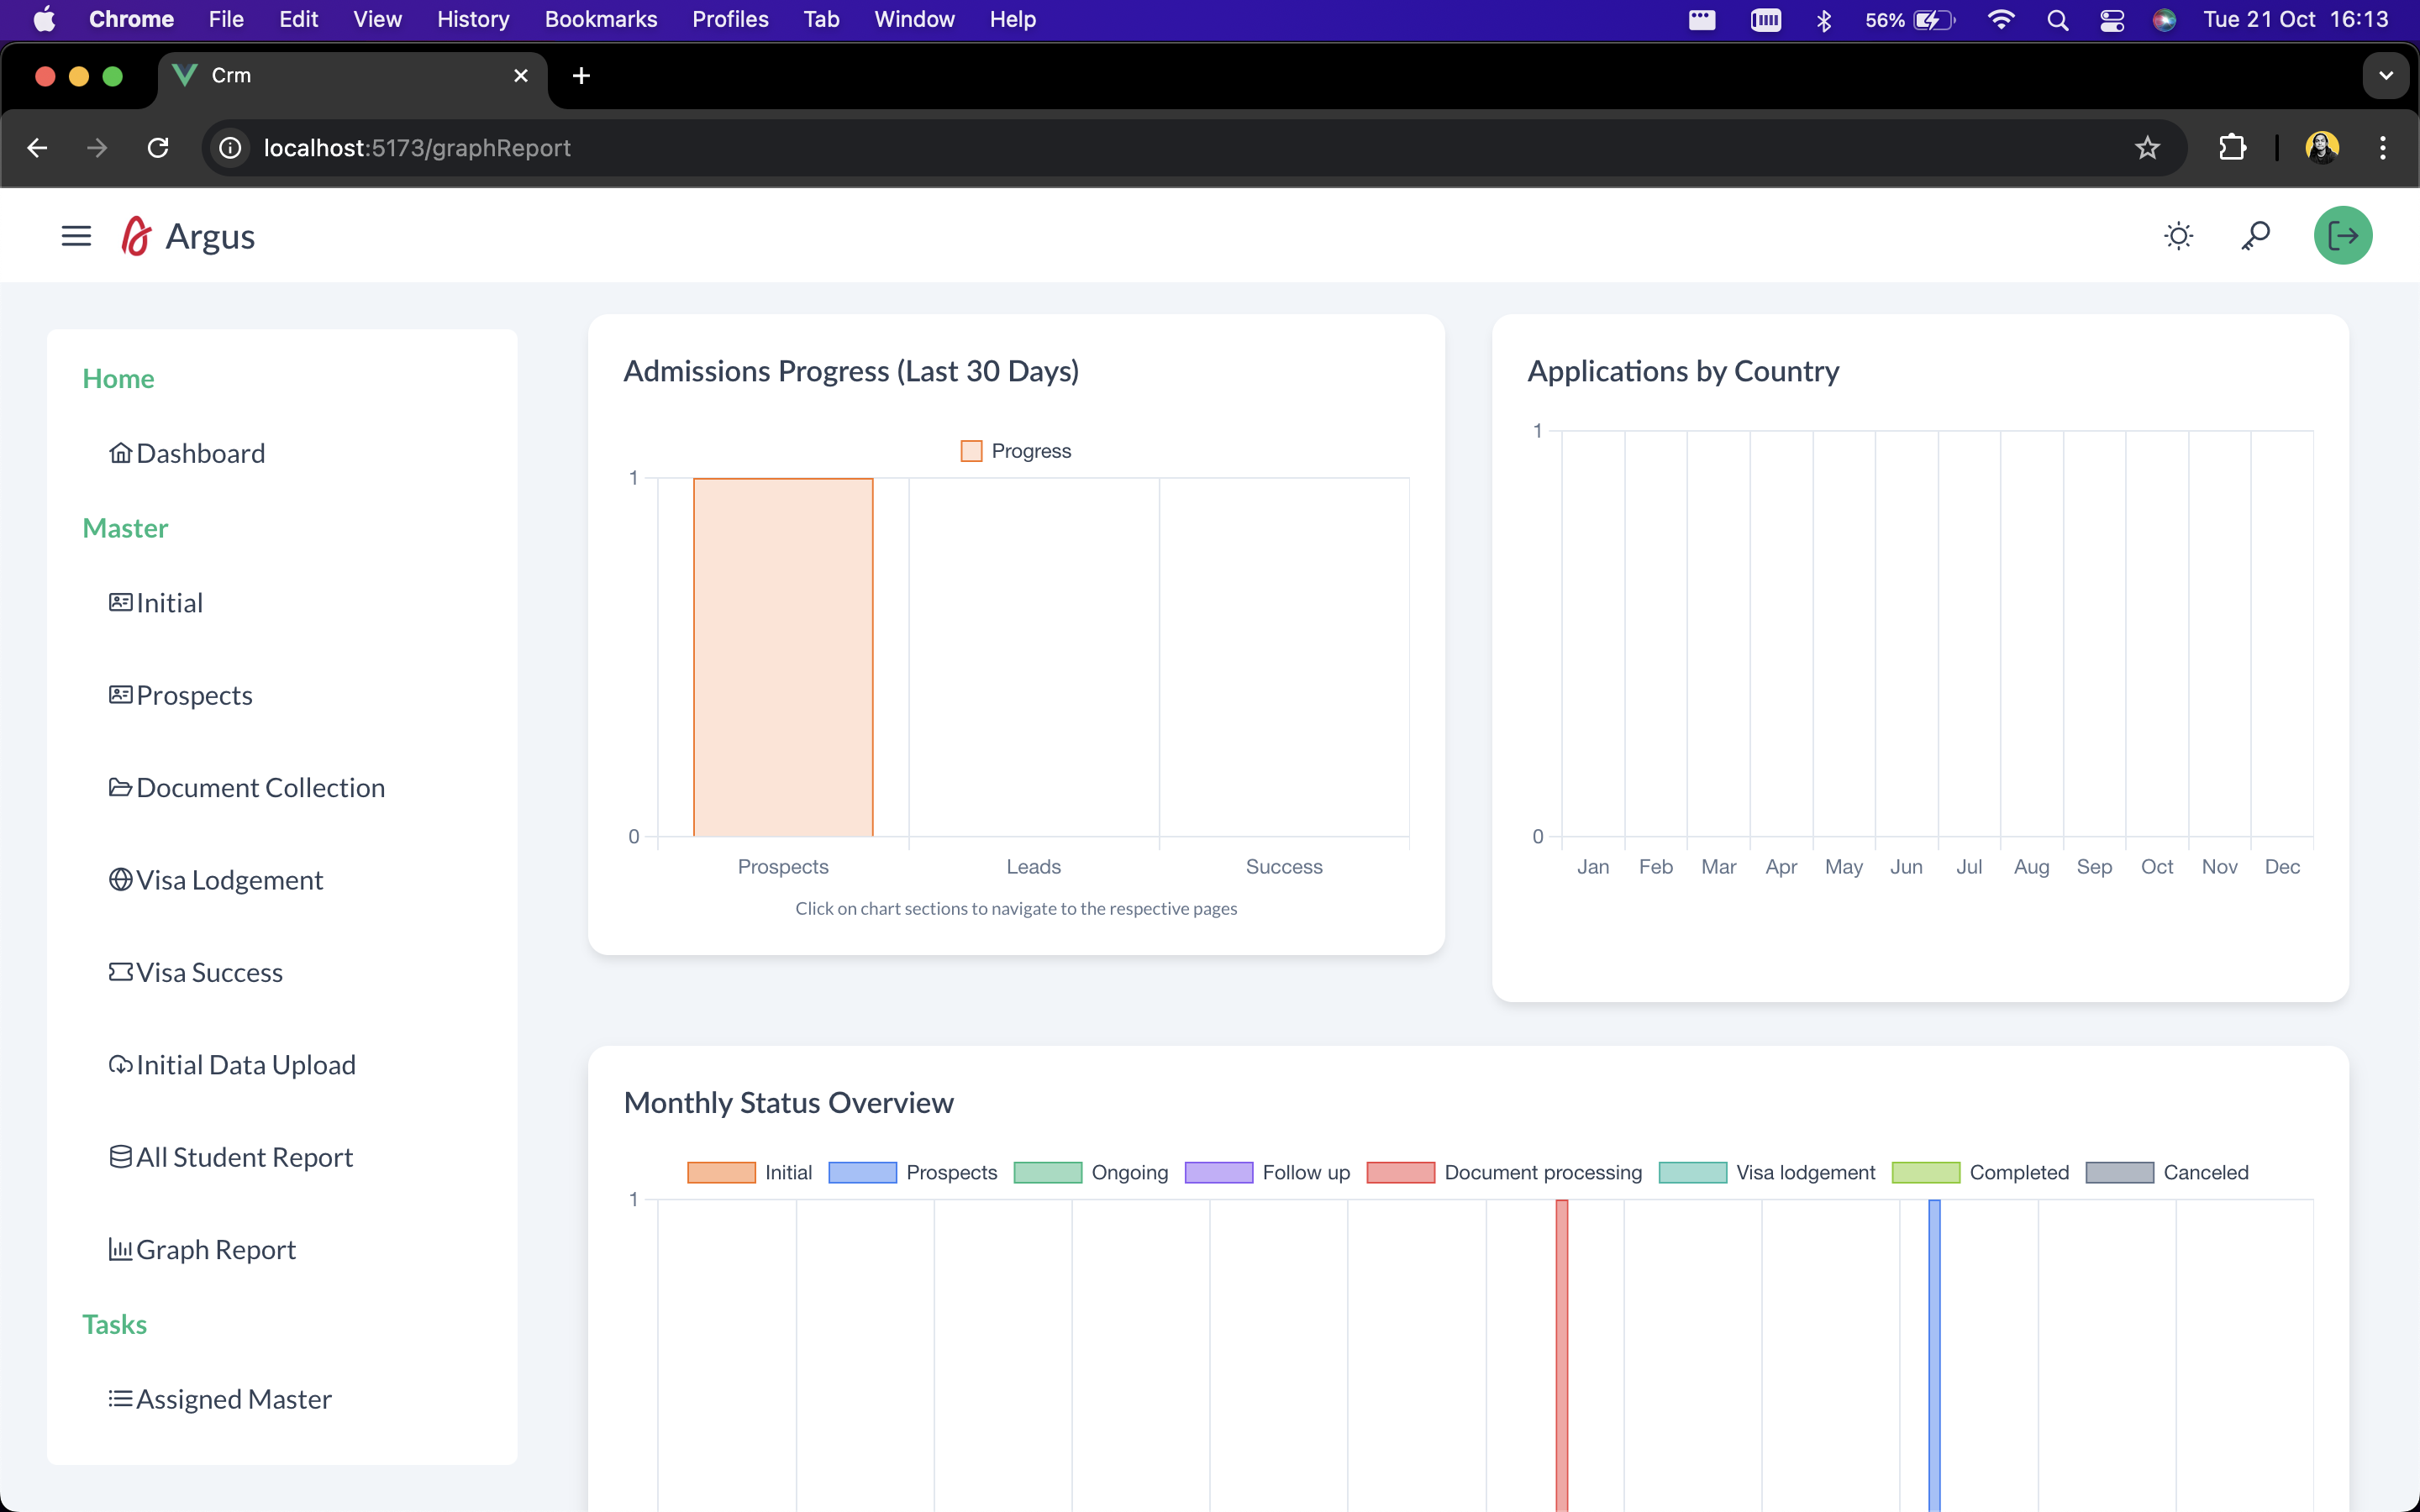 Chrome File Edit View History Bookmarks Profiles Tab Window Help 56% Tue 21 Oct 16:13
Crm
localhost:5173/graphReport
Argus
Home
Dashboard
Master
Initial
Prospects
Document Collection
Visa Lodgement
Visa Success
Initial Data Upload
All Student Report
Graph Report
Tasks
Assigned Master
Admissions Progress (Last 30 Days)
Progress
1
0
Prospects Leads Success
Click on chart sections to navigate to the respective pages
Applications by Country
1
0
Jan Feb Mar Apr May Jun Jul Aug Sep Oct Nov Dec
Monthly Status Overview
Initial Prospects Ongoing Follow up Document processing Visa lodgement Completed Canceled
1